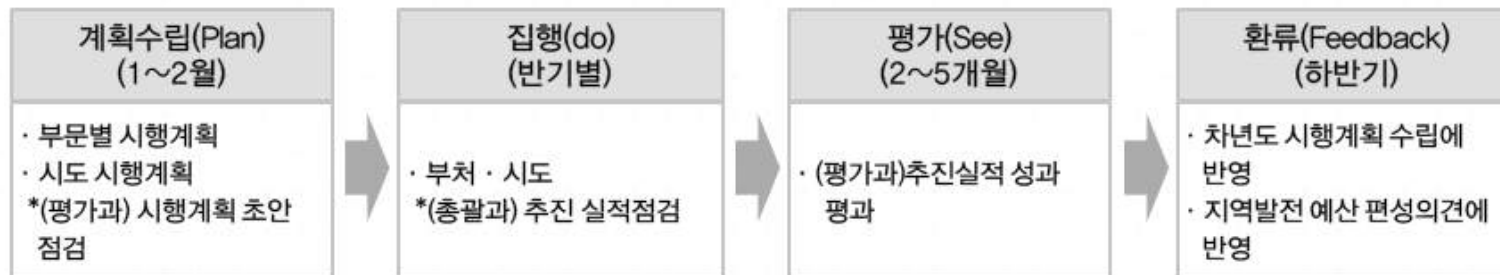 계획수립(Plan)
(1~2월)
· 부문별 시행계획
· 시도 시행계획
*(평가과) 시행계획 초안
점검
집행(do)
(반기별)
· 부처 · 시도
*(총괄과) 추진 실적점검
평가(See)
(2~5개월)
· (평가과)추진실적 성과
평과
환류(Feedback)
(하반기)
· 차년도 시행계획 수립에
반영
· 지역발전 예산 편성의견에
반영